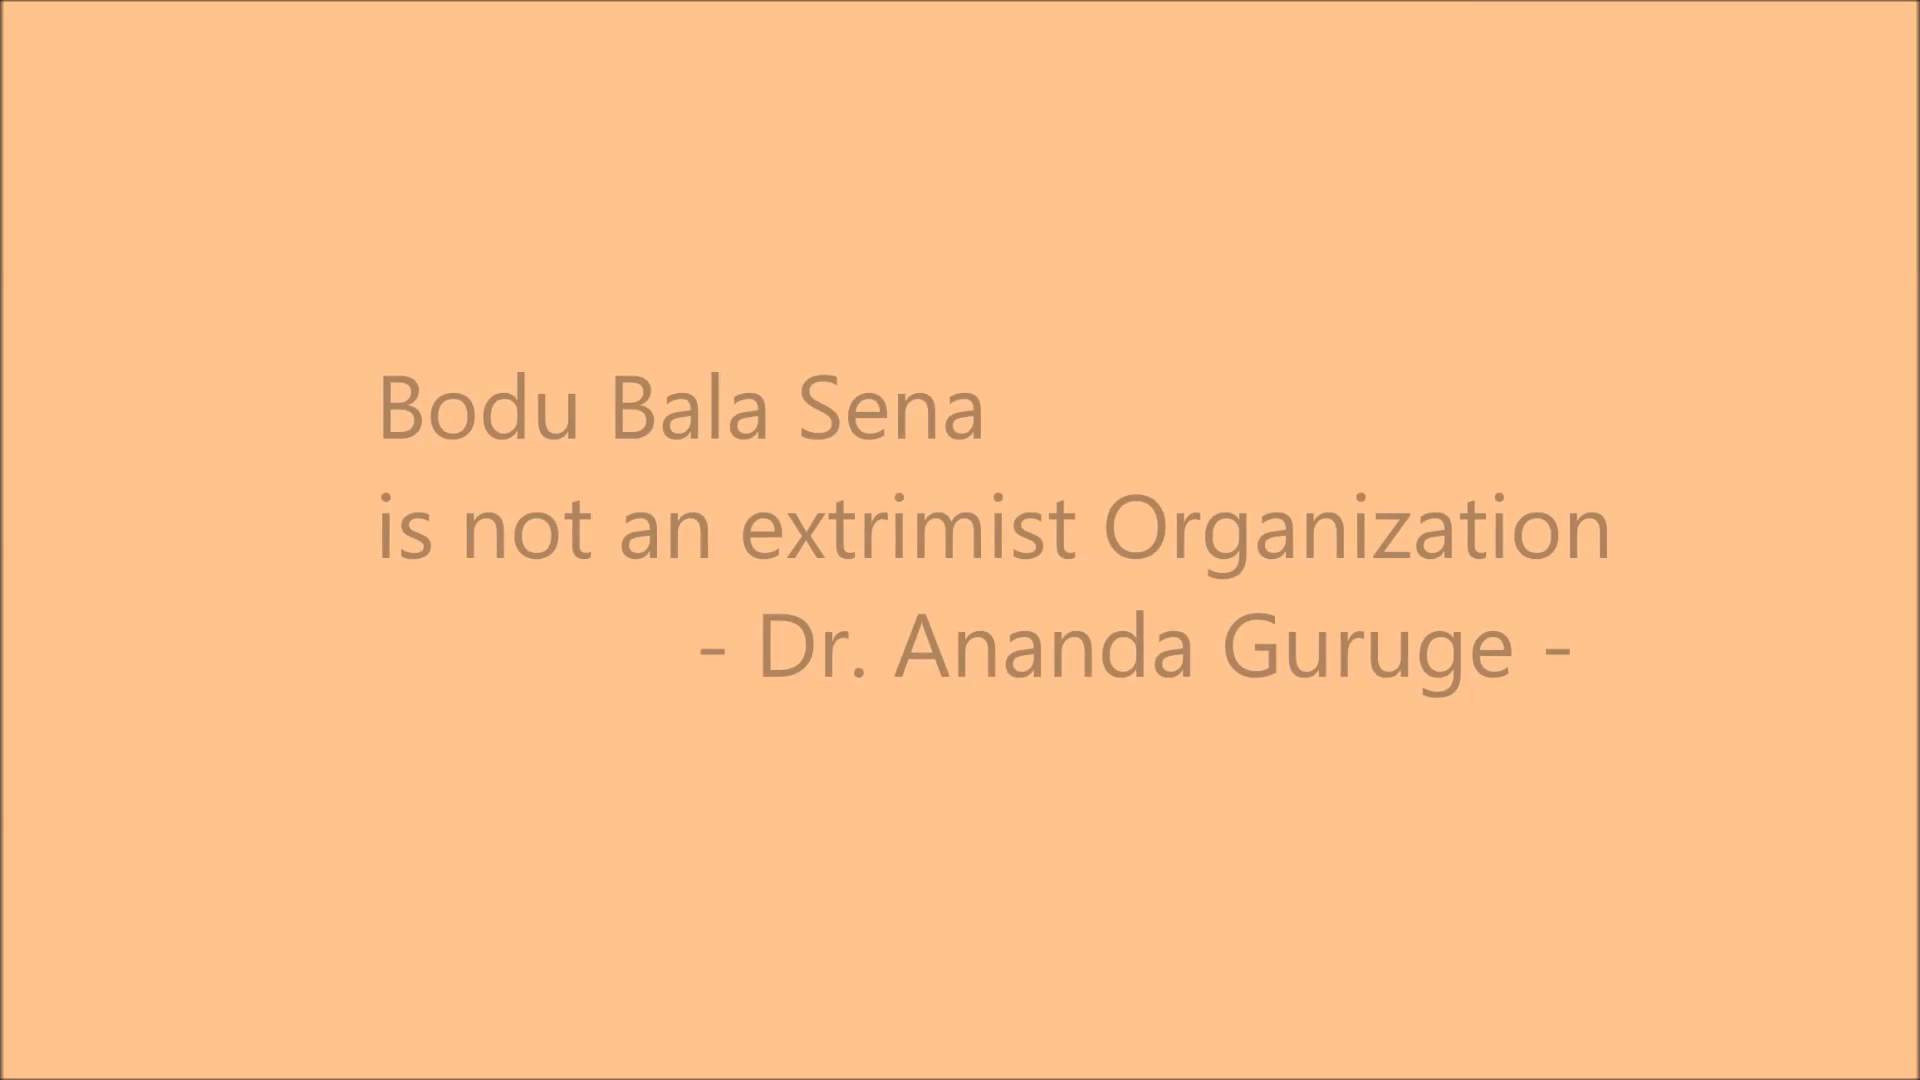 Bodu Bala Sena
is not an extrimist Organization
- Dr. Ananda Guruge -